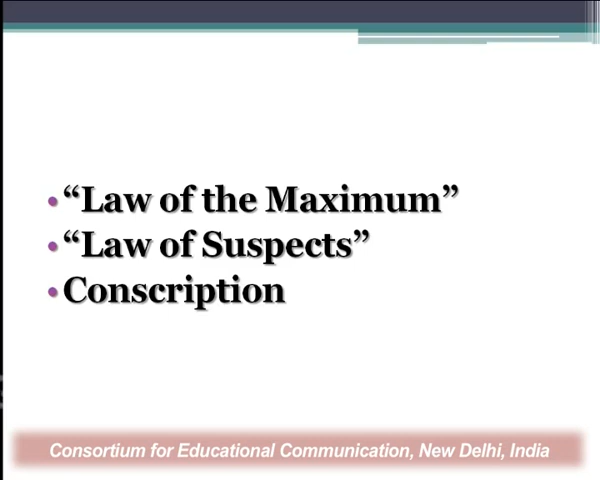 •“Law of the Maximum”
•“Law of Suspects”
•Conscription
Consortium for Educational Communication, New Delhi, India